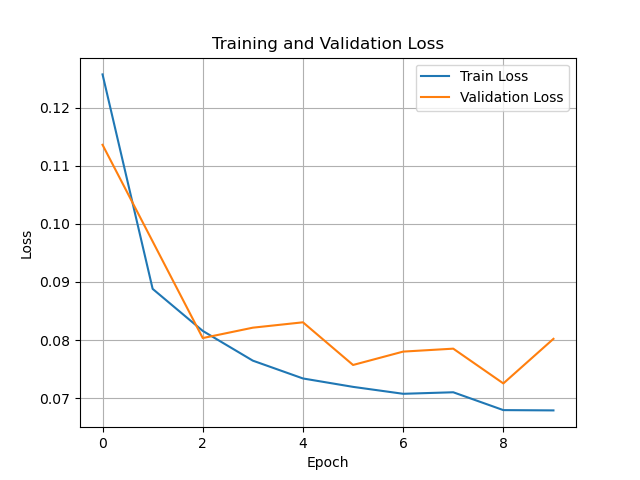 Training and Validation Loss
Train Loss
Validation Loss
0.12
0.11
0.10
0.09
0.08
0.07
Loss
0 2 4 6 8
Epoch